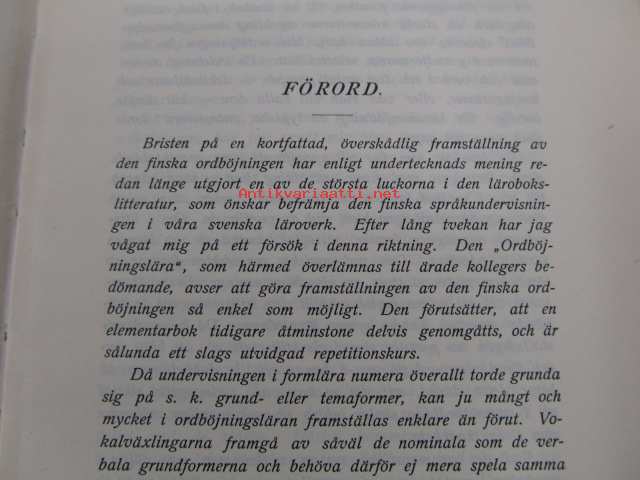 FÖRORD.
Bristen på en kortfattad, överskådlig framställning av
den finska ordböjningen har enligt undertecknads mening re-
dan länge utgjort en av de största luckorna i den läroboks-
Antikvariaatti.net
litteratur, som önskar befrämja den finska språkundervisnin-
gen i våra svenska läroverk. Efter lång tvekan har jag
vågat mig på ett försök i denna riktning. Den „Ordböj-
ningslära“, som härmed överlämnas till ärade kollegers be-
dömande, avser att göra framställningen av den finska ord-
böjningen så enkel som möjligt. Den förutsätter, att en
elementarbok tidigare åtminstone delvis genomgåtts, och är
sålunda ett slags utvidgad repetitionskurs.
Då undervisningen i formlära numera överallt torde grunda
sig på s. k. grund- eller temaformer, kan ju mångt och
mycket i ordböjningsläran framställas enklare än förut. Vo-
kalväxlingarna framgå av såväl de nominala som de ver-
bala grundformerna och behöva därför ej mera spela samma